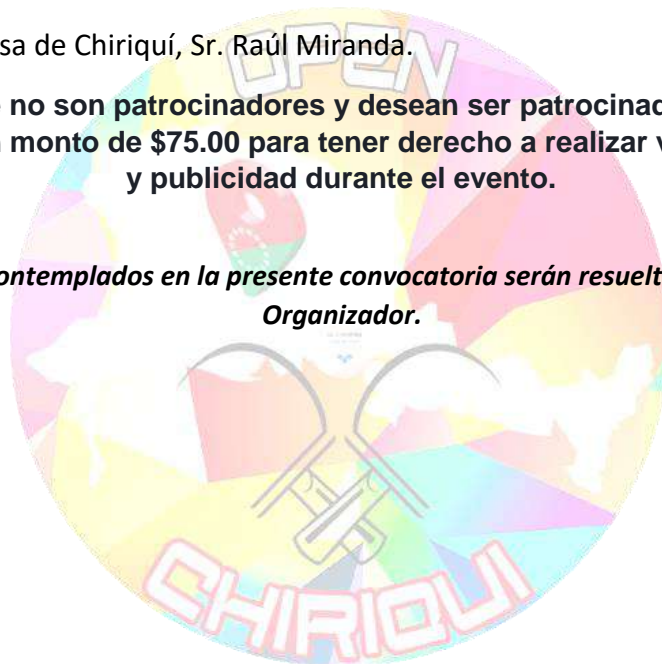 sa de Chiriquí, Sr. Raúl Miranda.
OPEN
no son patrocinadores y desean ser patrocinad
monto de $75.00 para tener derecho a realizar v
y publicidad durante el evento.
ontemplados en la presente convocatoria serán resuelt
Organizador.
CHIRIQUI